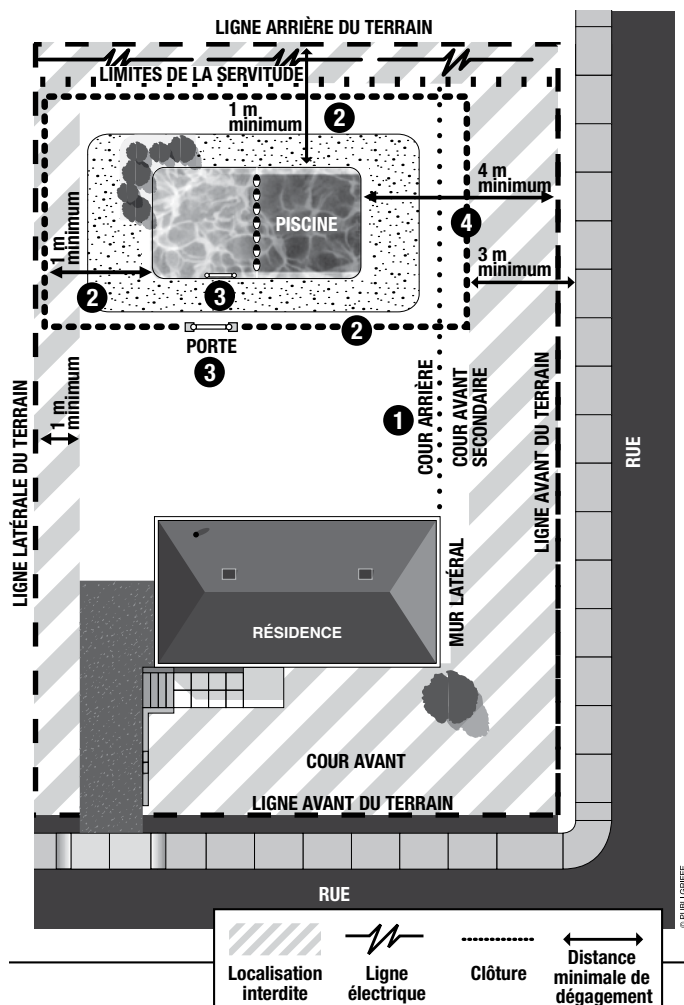 LIGNE ARRIÈRE DU TERRAIN
LIMITES DE LA SERVITUDE
1 m
minimum
2
4 m
minimum
PISCINE
4
1 m
minimum
3 m
minimum
2
3
2
PORTE
3
1 m
minimum
1
COUR ARRIÈRE
COUR AVANT
SECONDAIRE
LIGNE LATÉRALE DU TERRAIN
LIGNE AVANT DU TERRAIN
RUE
MUR LATÉRAL
RÉSIDENCE
COUR AVANT
LIGNE AVANT DU TERRAIN
RUE
© PUBLI GRIFFE
Localisation
interdite
Ligne
électrique
Clôture
Distance
minimale de
dégagement